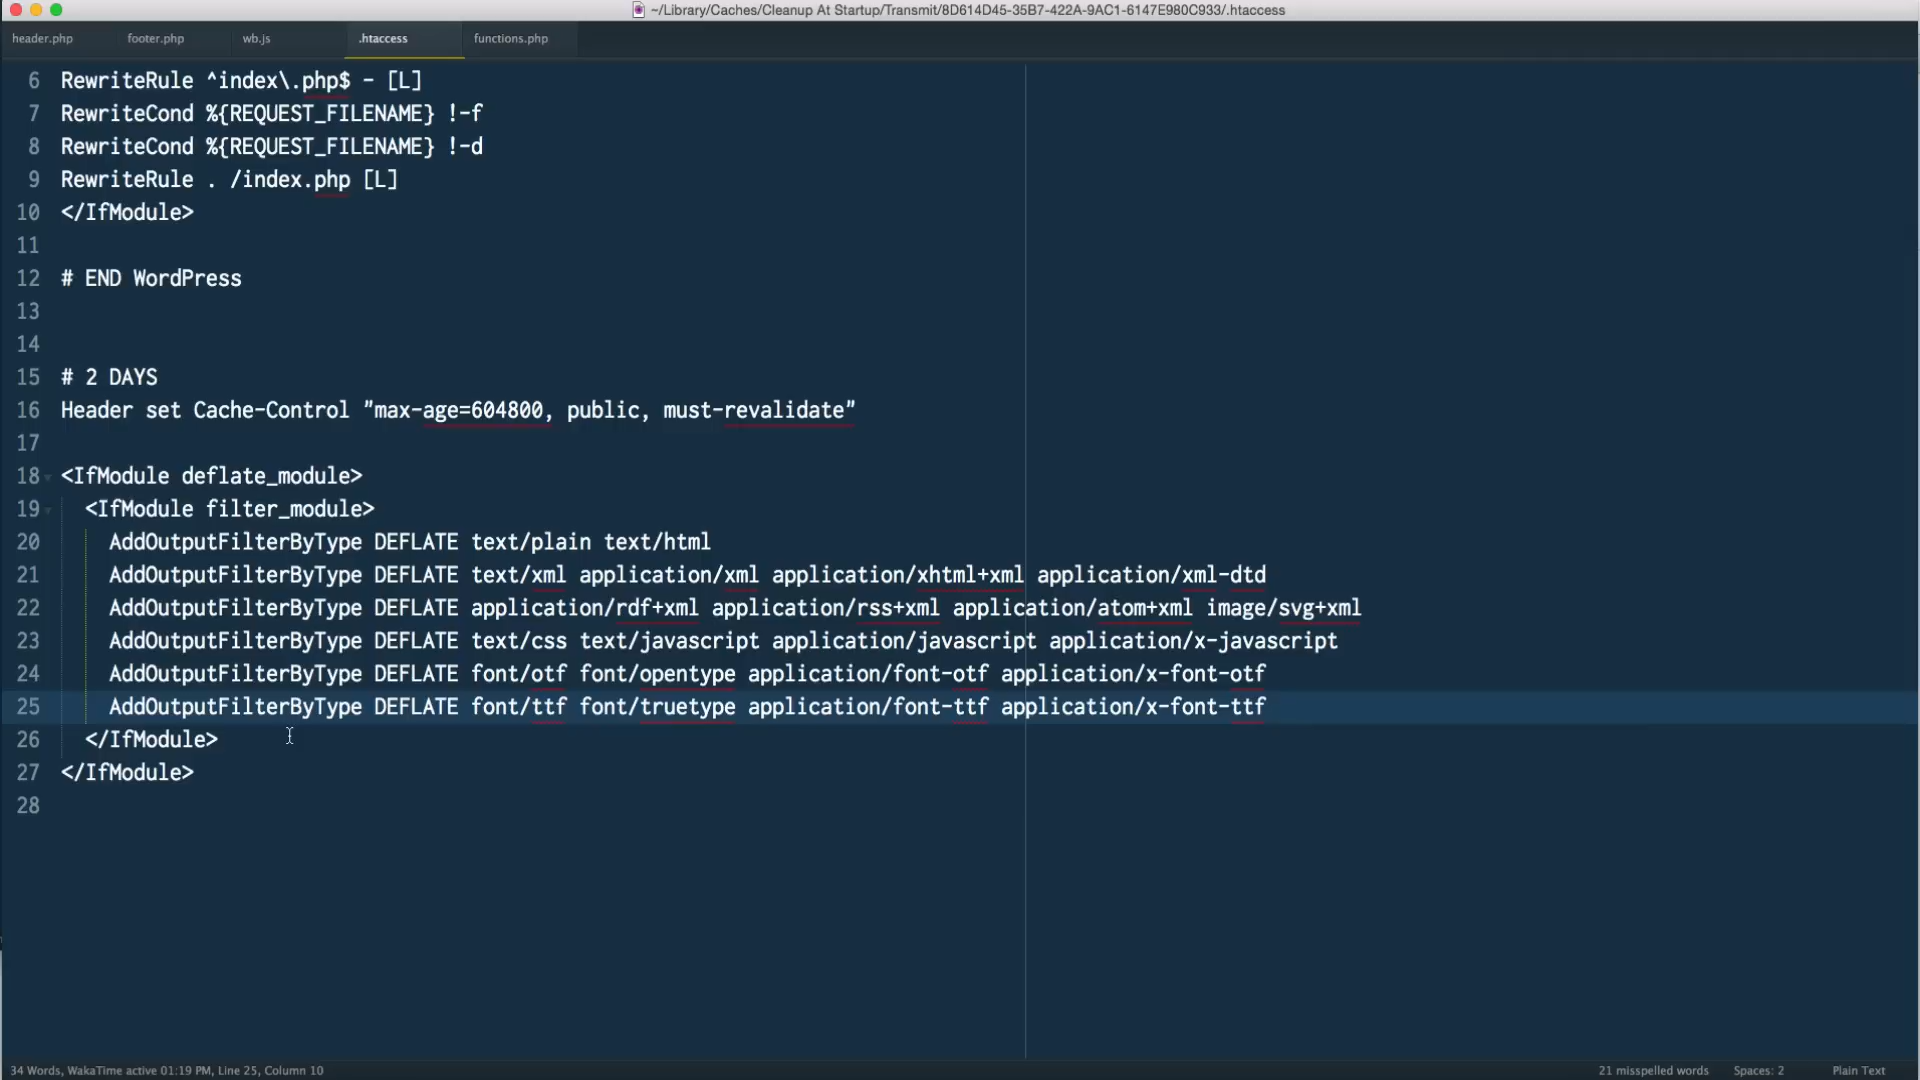 ~/Library/Caches/Cleanup At Startup/Transmit/8D614D45-35B7-422A-9AC1-6147E980C933/.htaccess
header.php footer.php wb.js .htaccess functions.php
6 RewriteRule ^index\.php$ - [L]
7 RewriteCond %{REQUEST_FILENAME} !-f
8 RewriteCond %{REQUEST_FILENAME} !-d
9 RewriteRule . /index.php [L]
10 </IfModule>
11
12 # END WordPress
13
14
15 # 2 DAYS
16 Header set Cache-Control "max-age=604800, public, must-revalidate"
17
18 <IfModule deflate_module>
19 <IfModule filter_module>
20 AddOutputFilterByType DEFLATE text/plain text/html
21 AddOutputFilterByType DEFLATE text/xml application/xml application/xhtml+xml application/xml-dtd
22 AddOutputFilterByType DEFLATE application/rdf+xml application/rss+xml application/atom+xml image/svg+xml
23 AddOutputFilterByType DEFLATE text/css text/javascript application/javascript application/x-javascript
24 AddOutputFilterByType DEFLATE font/otf font/opentype application/font-otf application/x-font-otf
25 AddOutputFilterByType DEFLATE font/ttf font/truetype application/font-ttf application/x-font-ttf
26 </IfModule>
27 </IfModule>
28
34 Words, WakaTime active 01:19 PM, Line 25, Column 10 21 misspelled words Spaces: 2 Plain Text